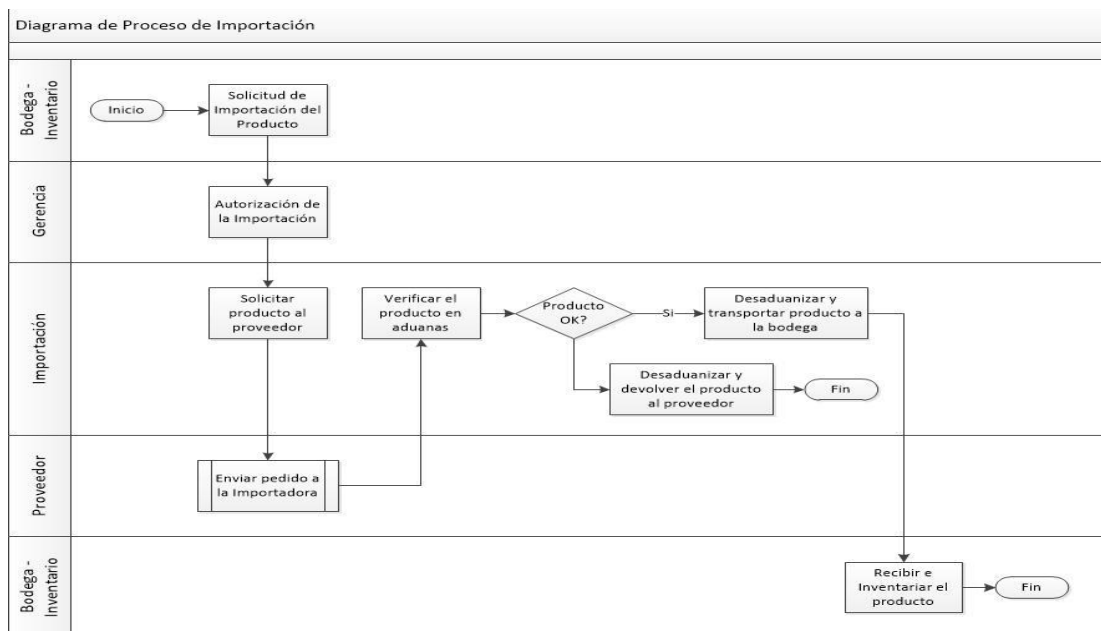 Diagrama de Proceso de Importación
Bodega -
Inventario
Inicio
Solicitud de
Importación del
Producto
Gerencia
Autorización de
la Importación
Importación
Solicitar
producto al
proveedor
Verificar el
producto en
aduanas
Producto
OK?
Si
Desaduanizar y
transportar producto a
la bodega
Desaduanizar y
devolver el producto
al proveedor
Fin
Proveedor
Enviar pedido a
la Importadora
Bodega -
Inventario
Recibir e
Inventariar el
producto
Fin